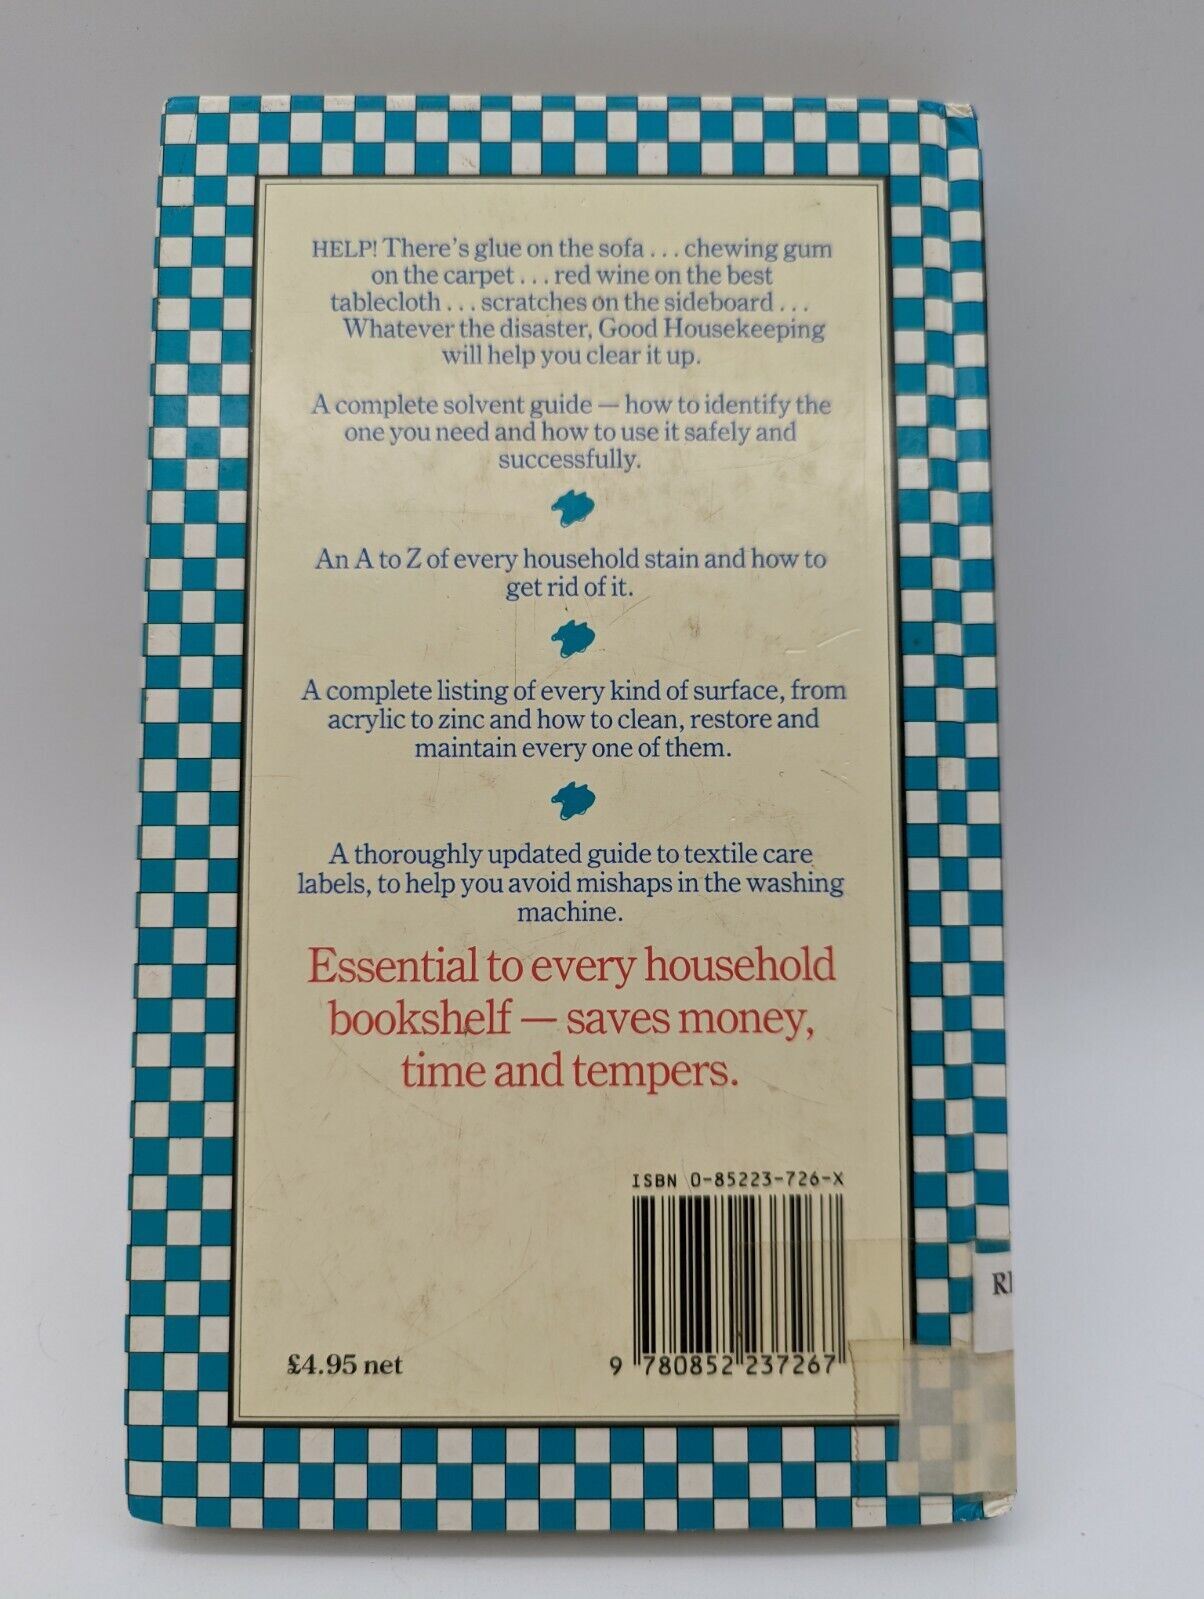 HELP! There's glue on the sofa . . . chewing gum
on the carpet . . . red wine on the best
tablecloth . . . scratches on the sideboard . . .
Whatever the disaster, Good Housekeeping
will help you clear it up.
A complete solvent guide — how to identify the
one you need and how to use it safely and
successfully.
An A to Z of every household stain and how to
get rid of it.
A complete listing of every kind of surface, from
acrylic to zinc and how to clean, restore and
maintain every one of them.
A thoroughly updated guide to textile care
labels, to help you avoid mishaps in the washing
machine.
Essential to every household
bookshelf — saves money,
time and tempers.
ISBN 0-85223-726-X
£4.95 net
9 780852 237267